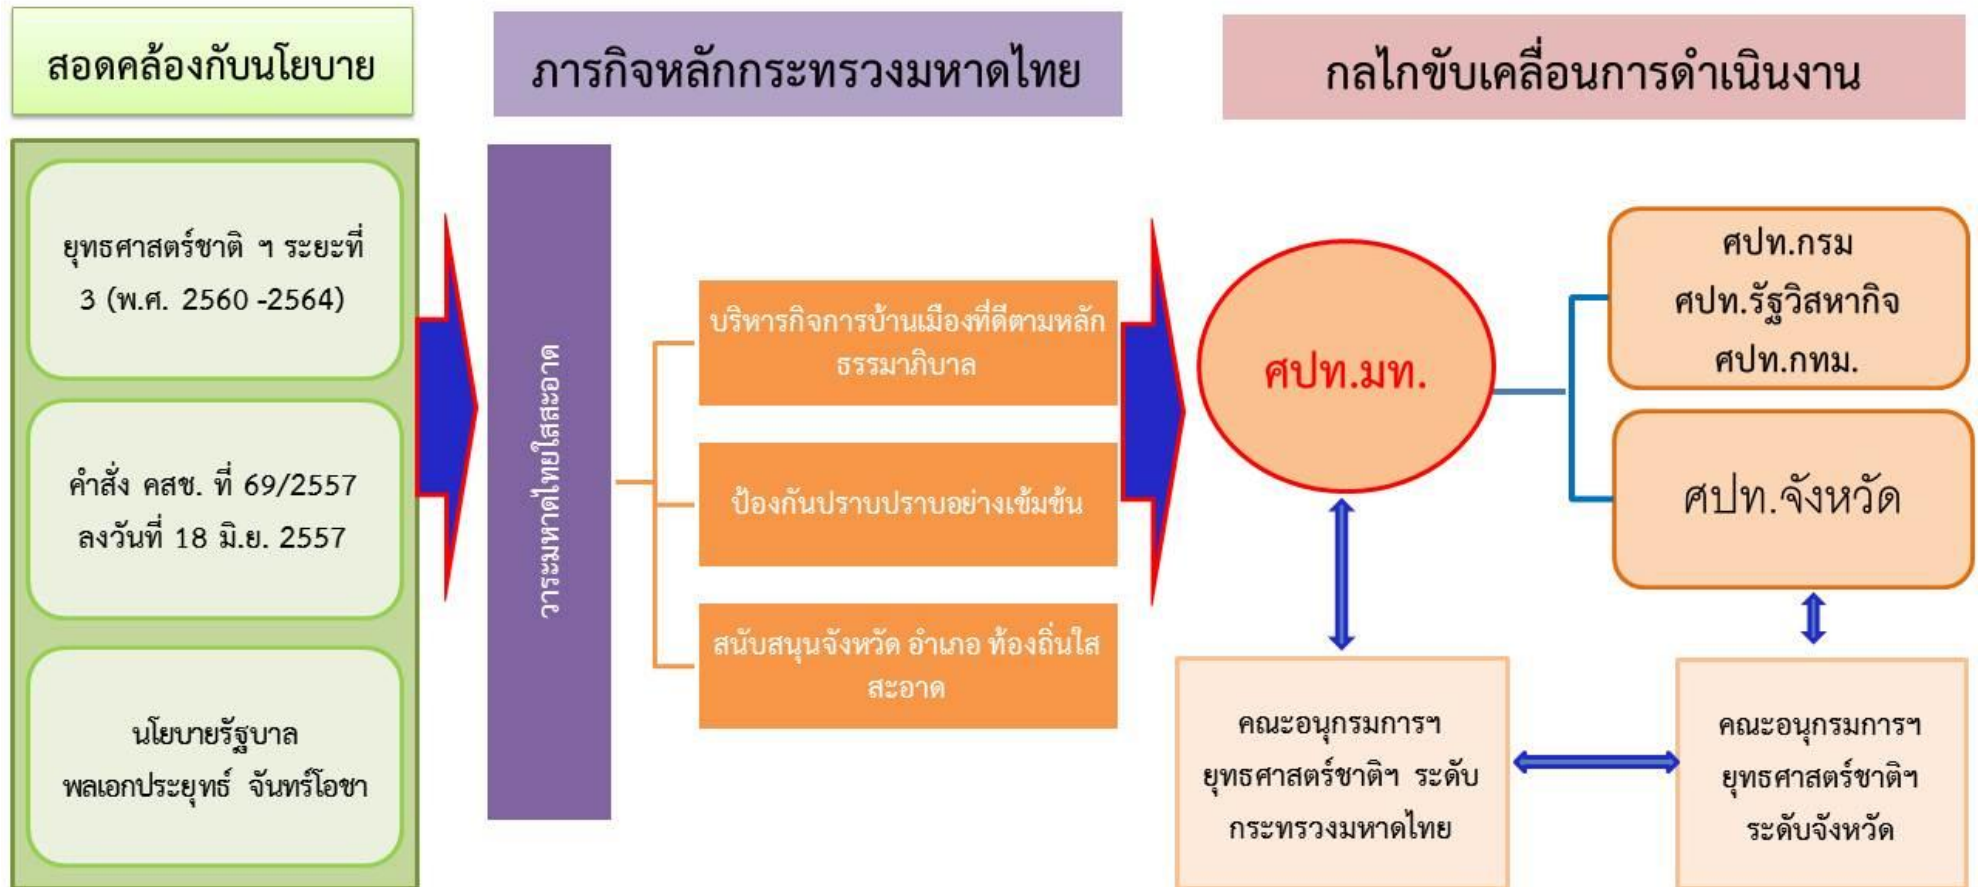 สอดคล้องกับนโยบาย
ภารกิจหลักกระทรวงมหาดไทย
กลไกขับเคลื่อนการดำเนินงาน
ยุทธศาสตร์ชาติ ฯ ระยะที่
3 (พ.ศ. 2560 -2564)
คำสั่ง คสช. ที่ 69/2557
ลงวันที่ 18 มิ.ย. 2557
นโยบายรัฐบาล
พลเอกประยุทธ์ จันทร์โอชา
วาระมหาดไทยใสสะอาด
บริหารกิจการบ้านเมืองที่ดีตามหลัก
ธรรมาภิบาล
ป้องกันปราบปราบอย่างเข้มข้น
สนับสนุนจังหวัด อำเภอ ท้องถิ่นใส
สะอาด
ศปท.มท.
ศปท.กรม
ศปท.รัฐวิสหากิจ
ศปท.กทม.
ศปท.จังหวัด
คณะอนุกรมการฯ
ยุทธศาสตร์ชาติฯ ระดับ
กระทรวงมหาดไทย
คณะอนุกรมการฯ
ยุทธศาสตร์ชาติฯ
ระดับจังหวัด